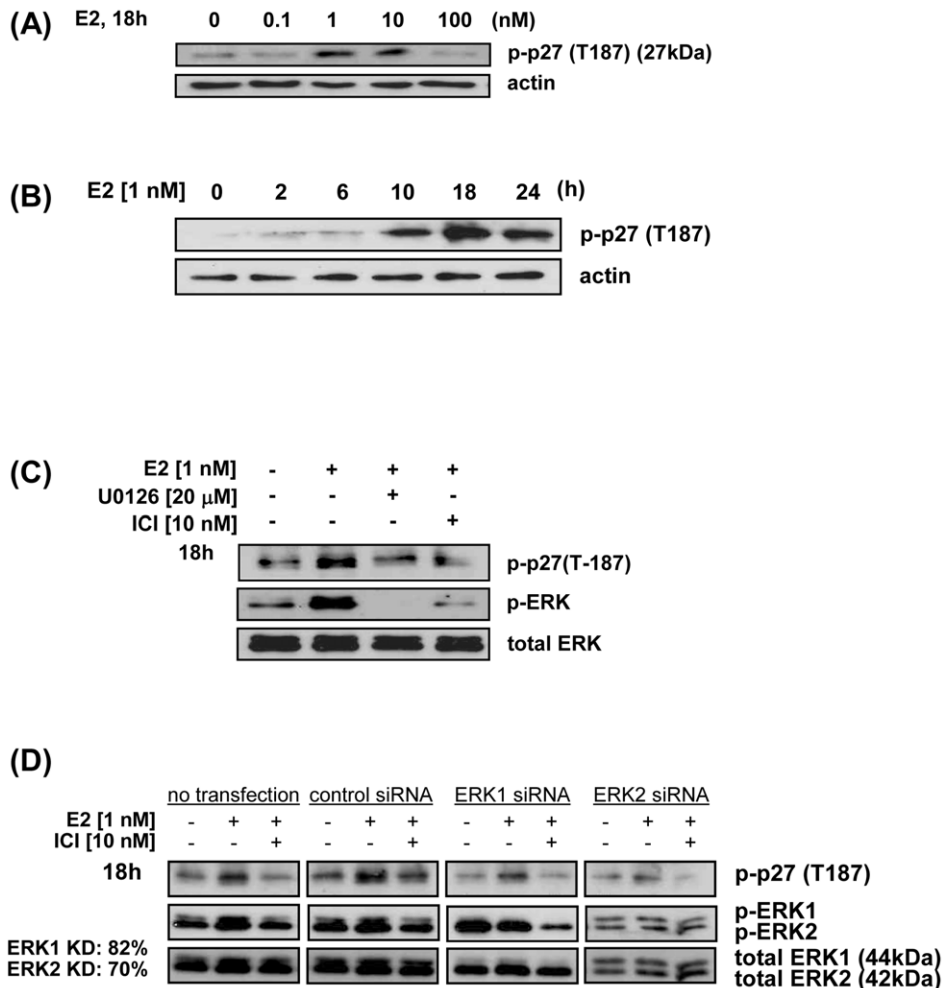 (A) E2, 18h 0 0.1 1 10 100 (nM)
p-p27 (T187) (27kDa)
actin
(B) E2 [1 nM] 0 2 6 10 18 24 (h)
p-p27 (T187)
actin
(C)
E2 [1 nM] - + + +
U0126 [20 μM] - - + -
ICI [10 nM] - - - +
18h p-p27(T-187)
p-ERK
total ERK
(D)
no transfection control siRNA ERK1 siRNA ERK2 siRNA
E2 [1 nM] - + + - + + - + + - + +
ICI [10 nM] - - + - - + - - + - - +
18h p-p27 (T187)
p-ERK1
p-ERK2
ERK1 KD: 82% total ERK1 (44kDa)
ERK2 KD: 70% total ERK2 (42kDa)